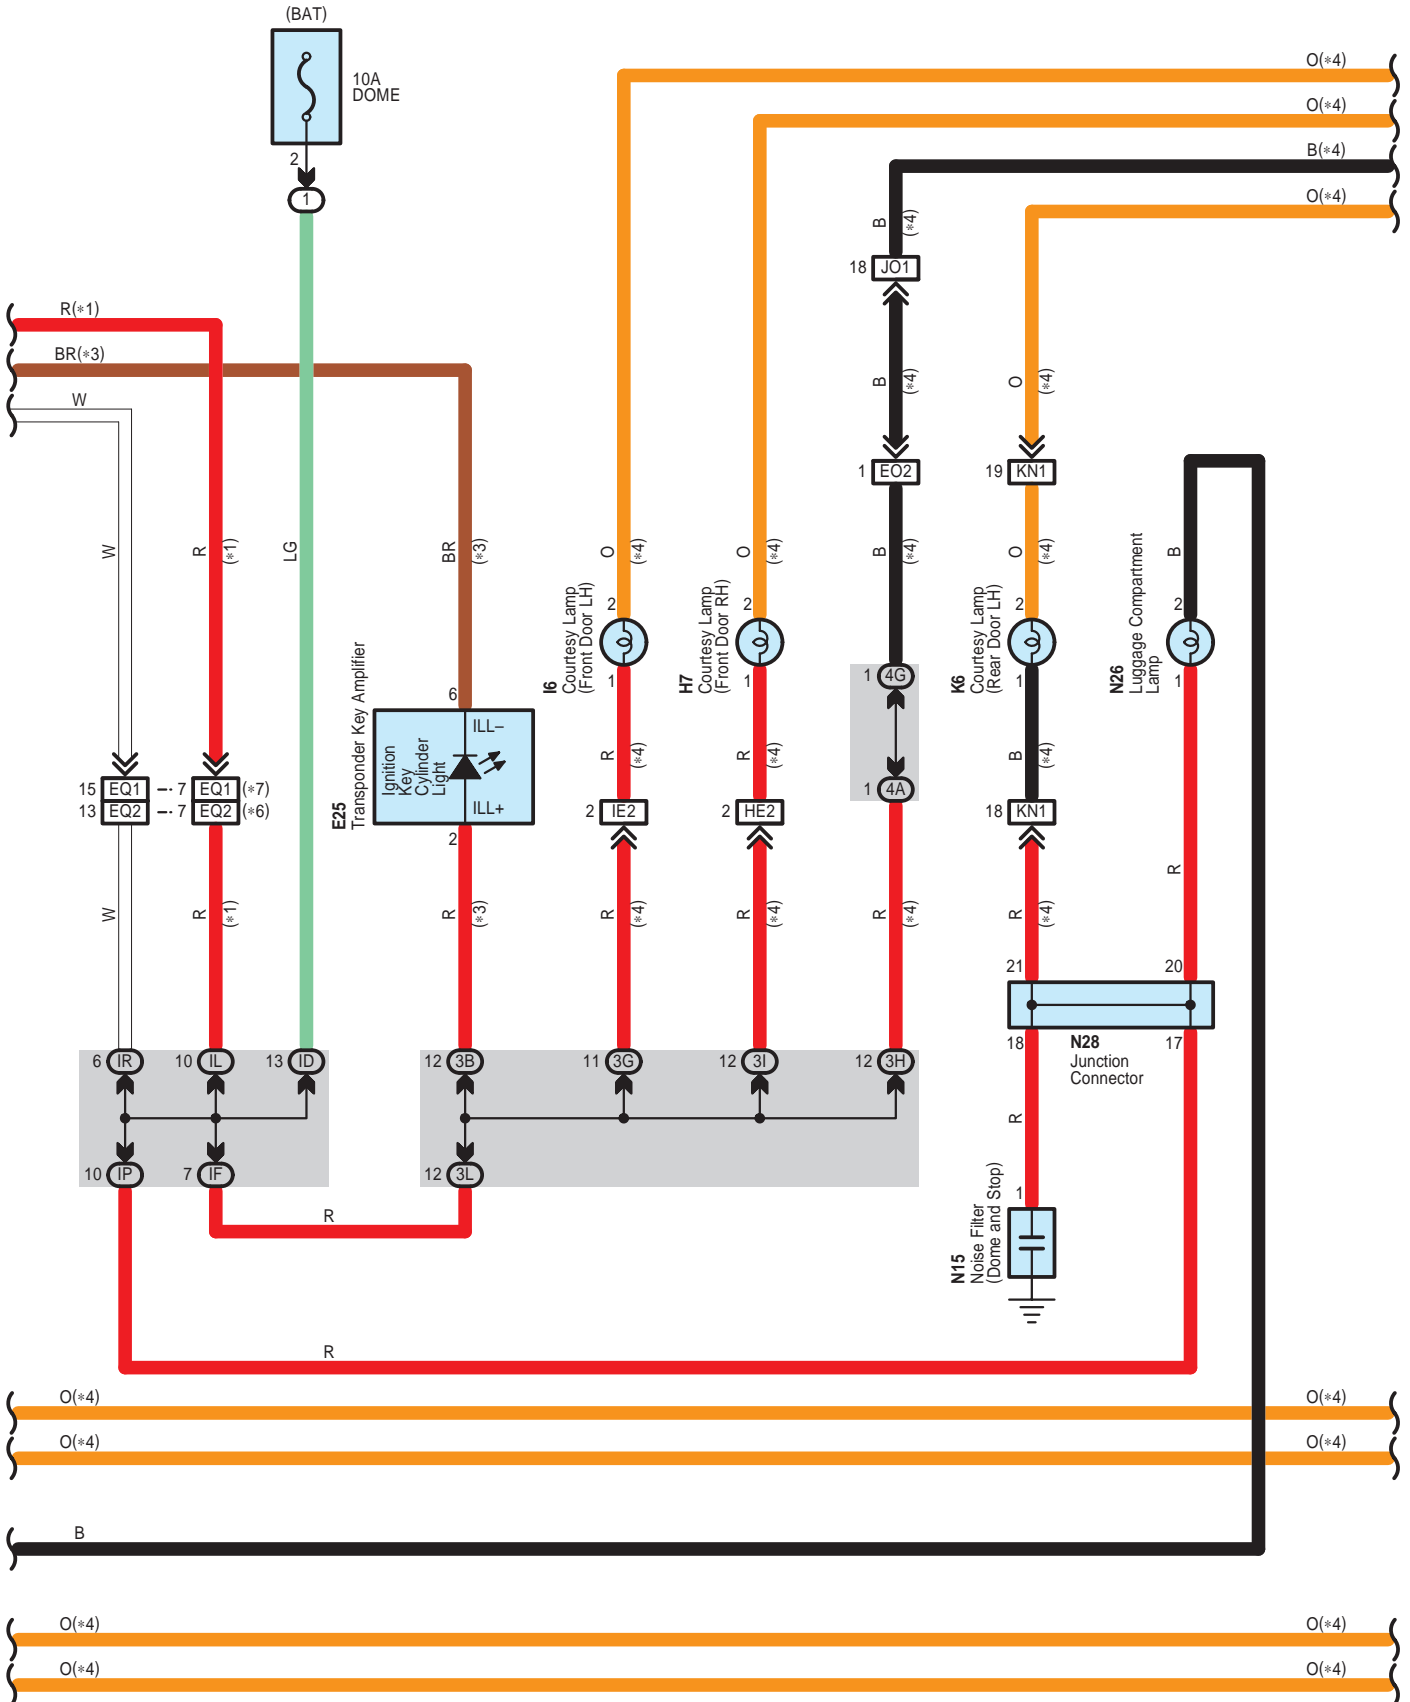 (BAT)
10A
DOME
2
1
O(*4)
O(*4)
B(*4)
O(*4)
B
(*4)
18 JO1
R(*1)
BR(*3)
W
B
(*4)
O
(*4)
1 EO2
19 KN1
W
R
(*1)
LG
BR
(*3)
O
(*4)
O
(*4)
B
(*4)
O
(*4)
B
I6
Courtesy Lamp
(Front Door LH)
2
1
H7
Courtesy Lamp
(Front Door RH)
2
1
K6
Courtesy Lamp
(Rear Door LH)
2
1
N26
Luggage Compartment
Lamp
2
1
1 4G
1 4A
E25
Transponder Key Amplifier
6
ILL–
Ignition
Key
Cylinder
Light
ILL+
2
R
(*4)
R
(*4)
B
(*4)
15 EQ1 –·7 EQ1 (*7)
13 EQ2 –·7 EQ2 (*6)
2 IE2
2 HE2
18 KN1
R
W
R
(*1)
R
(*3)
R
(*4)
R
(*4)
R
(*4)
R
(*4)
21
20
18
N28
Junction
Connector
17
6 IR
10 IL
13 ID
12 3B
11 3G
12 3I
12 3H
10 IP
7 IF
12 3L
R
R
1
N15
Noise Filter
(Dome and Stop)
R
O(*4)
O(*4)
O(*4)
O(*4)
B
O(*4)
O(*4)
O(*4)
O(*4)